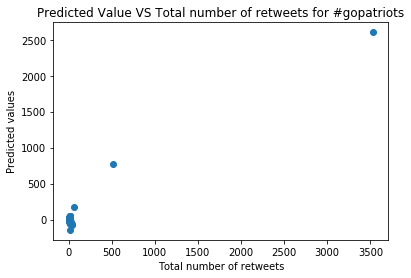 Predicted Value VS Total number of retweets for #gopatriots
2500
2000
1500
1000
500
0
Predicted values
0 500 1000 1500 2000 2500 3000 3500
Total number of retweets